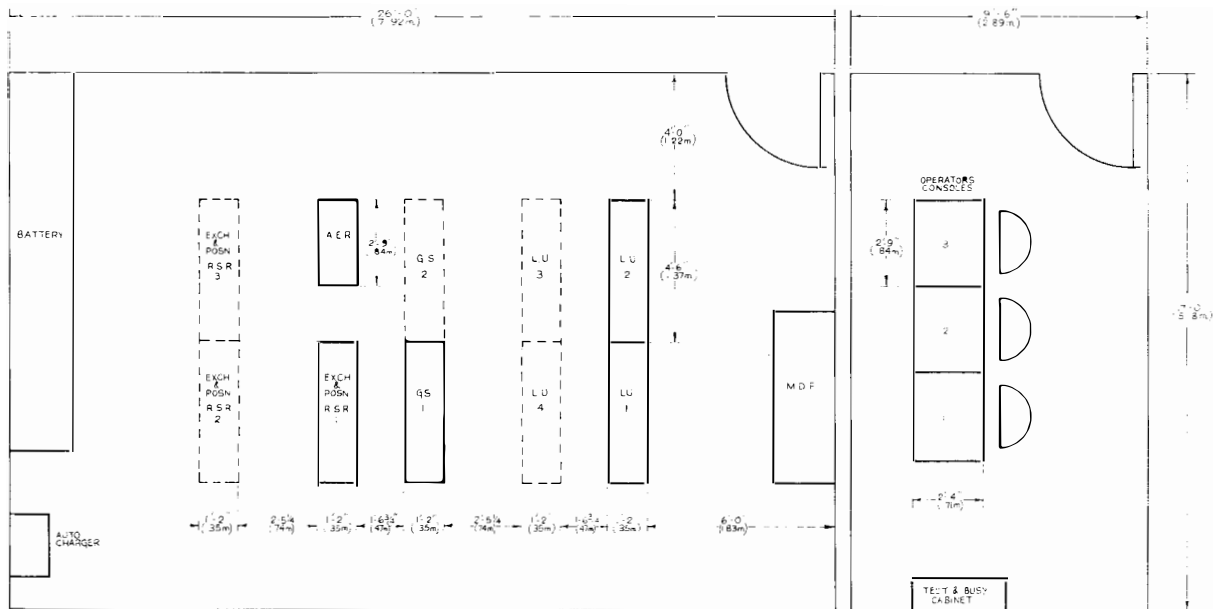 26'-0"
(7.92m)
9'-6"
(2.89m)
4'-0"
(1.22m)
OPERATORS
CONSOLES
BATTERY
EXCH
&
POSN
RSR
3
A.E.R
2'-9"
(.84m)
GS
2
LU
3
LU
2
4'-6"
2'-9"
(.84m)
3
2
EXCH
&
POSN
RSR
2
EXCH
&
POSN
RSR
GS
1
LU
4
LU
1
MDF
2'-4"
(.71m)
1'-2"
(.35m)
2'-5¼
(.74m)
1'-2"
(.35m)
1'-6¾"
(.47m)
1'-2"
(.35m)
2'-5¼
(.74m)
1'-2"
(.35m)
1'-6¾
(.47m)
(.35m)
6'-0"
(1.83m)
AUTO
CHARGER
TEST & BUSY
CABINET